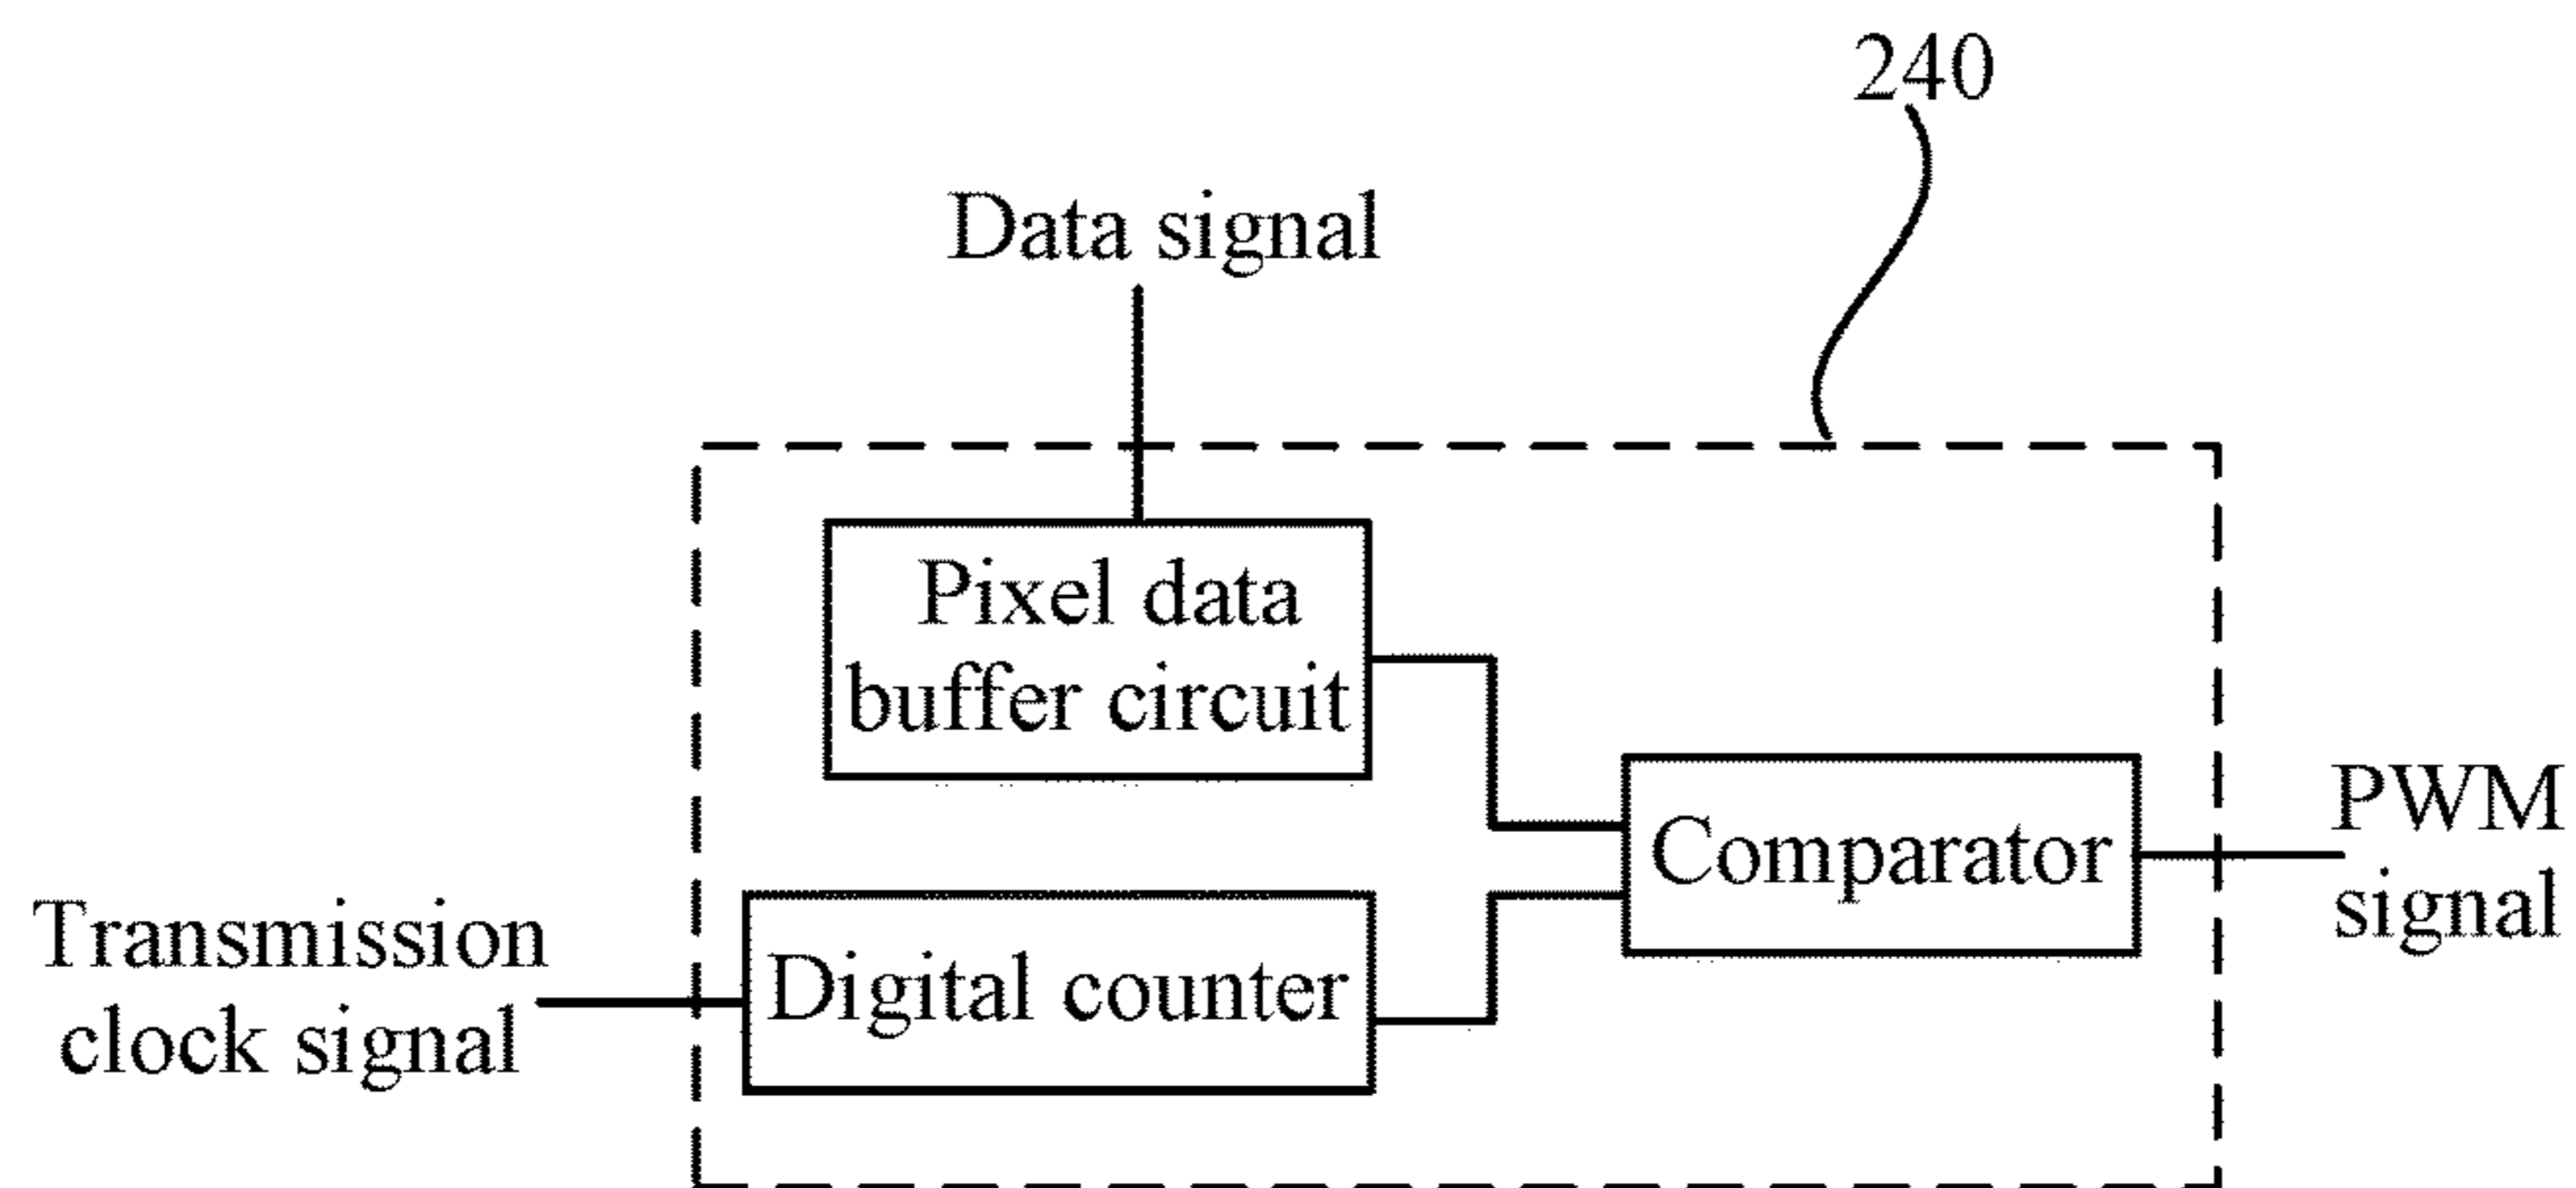 240
Data signal
Pixel data
buffer circuit
Comparator
PWM
signal
Transmission
clock signal
Digital counter